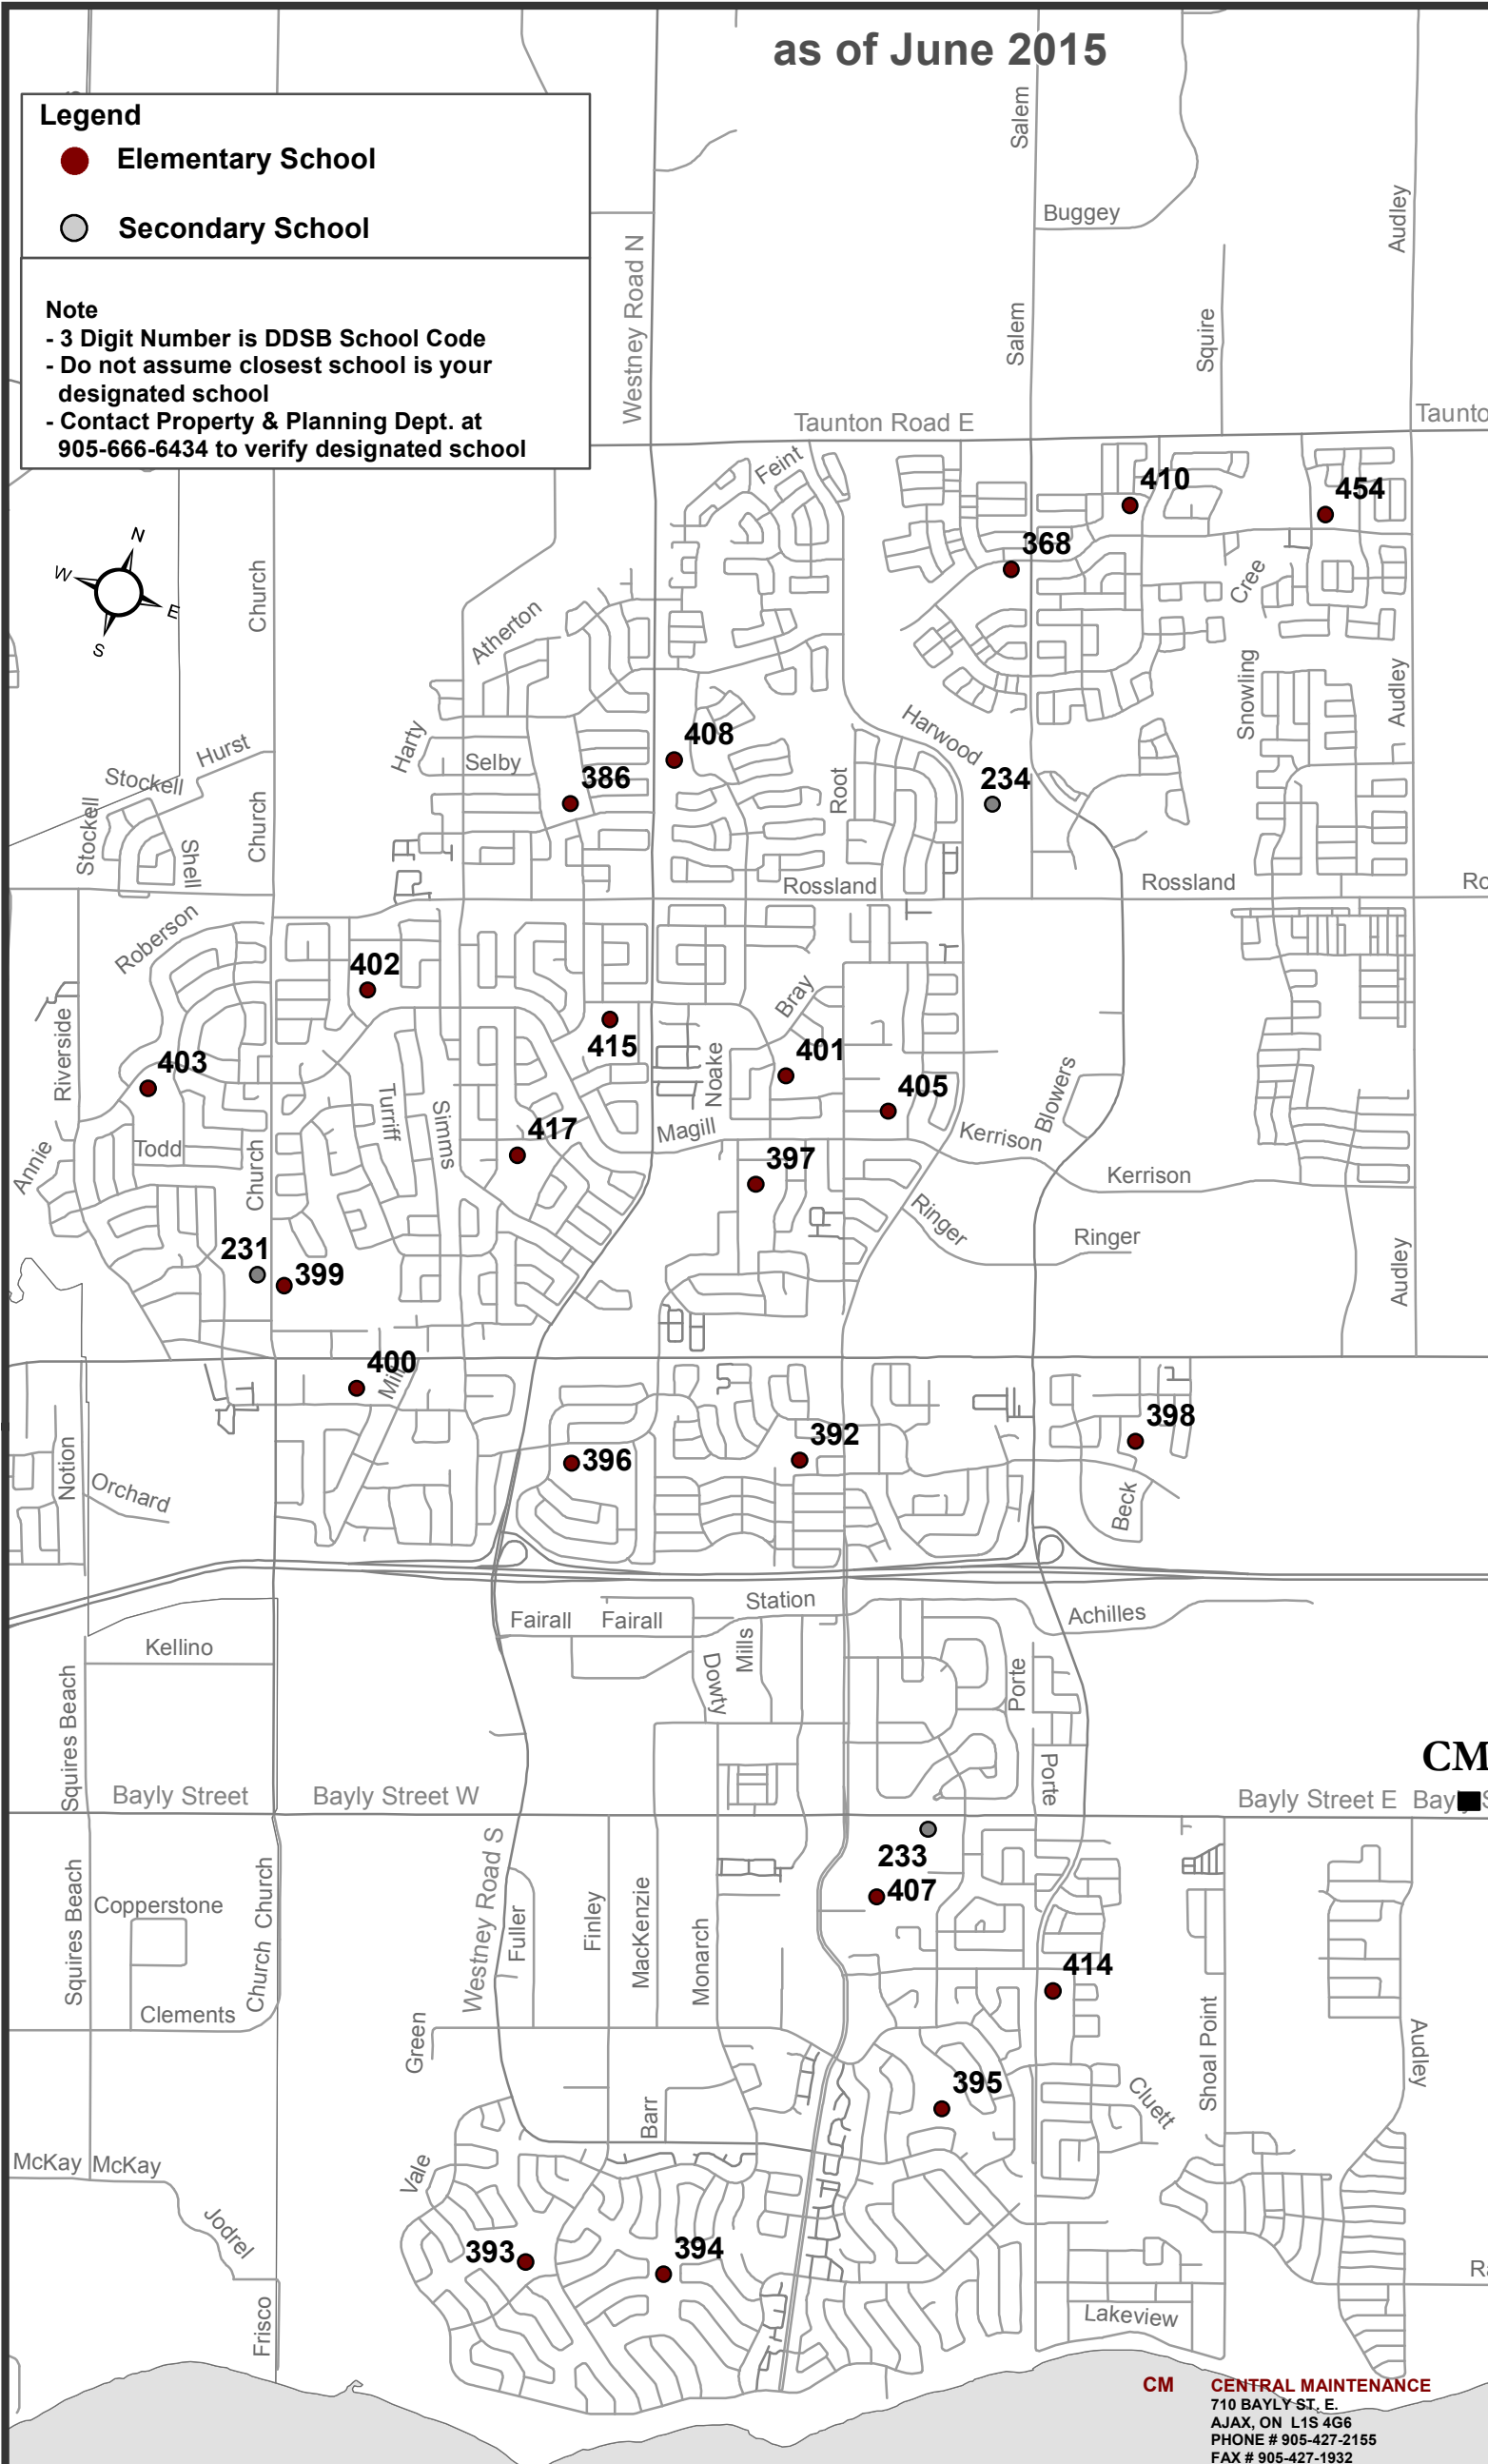 as of June 2015
Legend
Elementary School
Secondary School
Note
- 3 Digit Number is DDSB School Code
- Do not assume closest school is your
designated school
- Contact Property & Planning Dept. at
905-666-6434 to verify designated school
Salem
Buggey
Audley
Westney Road N
Salem
Squire
Taunton Road E
Taunto
Feint
410
454
368
N
W
E
S
Church
Atherton
Cree
Snowling
Audley
Harty
Hurst
Stockell
Selby
408
386
Harwood
234
Root
Stockell
Shell
Church
Rossland
Rossland
Ro
Roberson
402
Bray
415
401
Riverside
403
Noake
405
Blowers
Turriff
Simms
417
Magill
Kerrison
Annie
Todd
Church
397
Kerrison
Ringer
Ringer
231
399
Audley
400
Mill
398
392
396
Notion
Orchard
Beck
Station
Fairall
Fairall
Achilles
Kellino
Mills
Dowty
Porte
Squires Beach
CM
Porte
Bayly Street
Bayly Street W
Bayly Street E
Bay
S
233
407
Westney Road S
Squires Beach
Copperstone
Church
Church
Fuller
Finley
MacKenzie
Monarch
414
Clements
Green
Shoal Point
Audley
395
Cluett
Barr
McKay
McKay
Vale
Jodrel
393
394
Ra
Frisco
Lakeview
CM
CENTRAL MAINTENANCE
710 BAYLY ST. E.
AJAX, ON L1S 4G6
PHONE # 905-427-2155
FAX # 905-427-1932